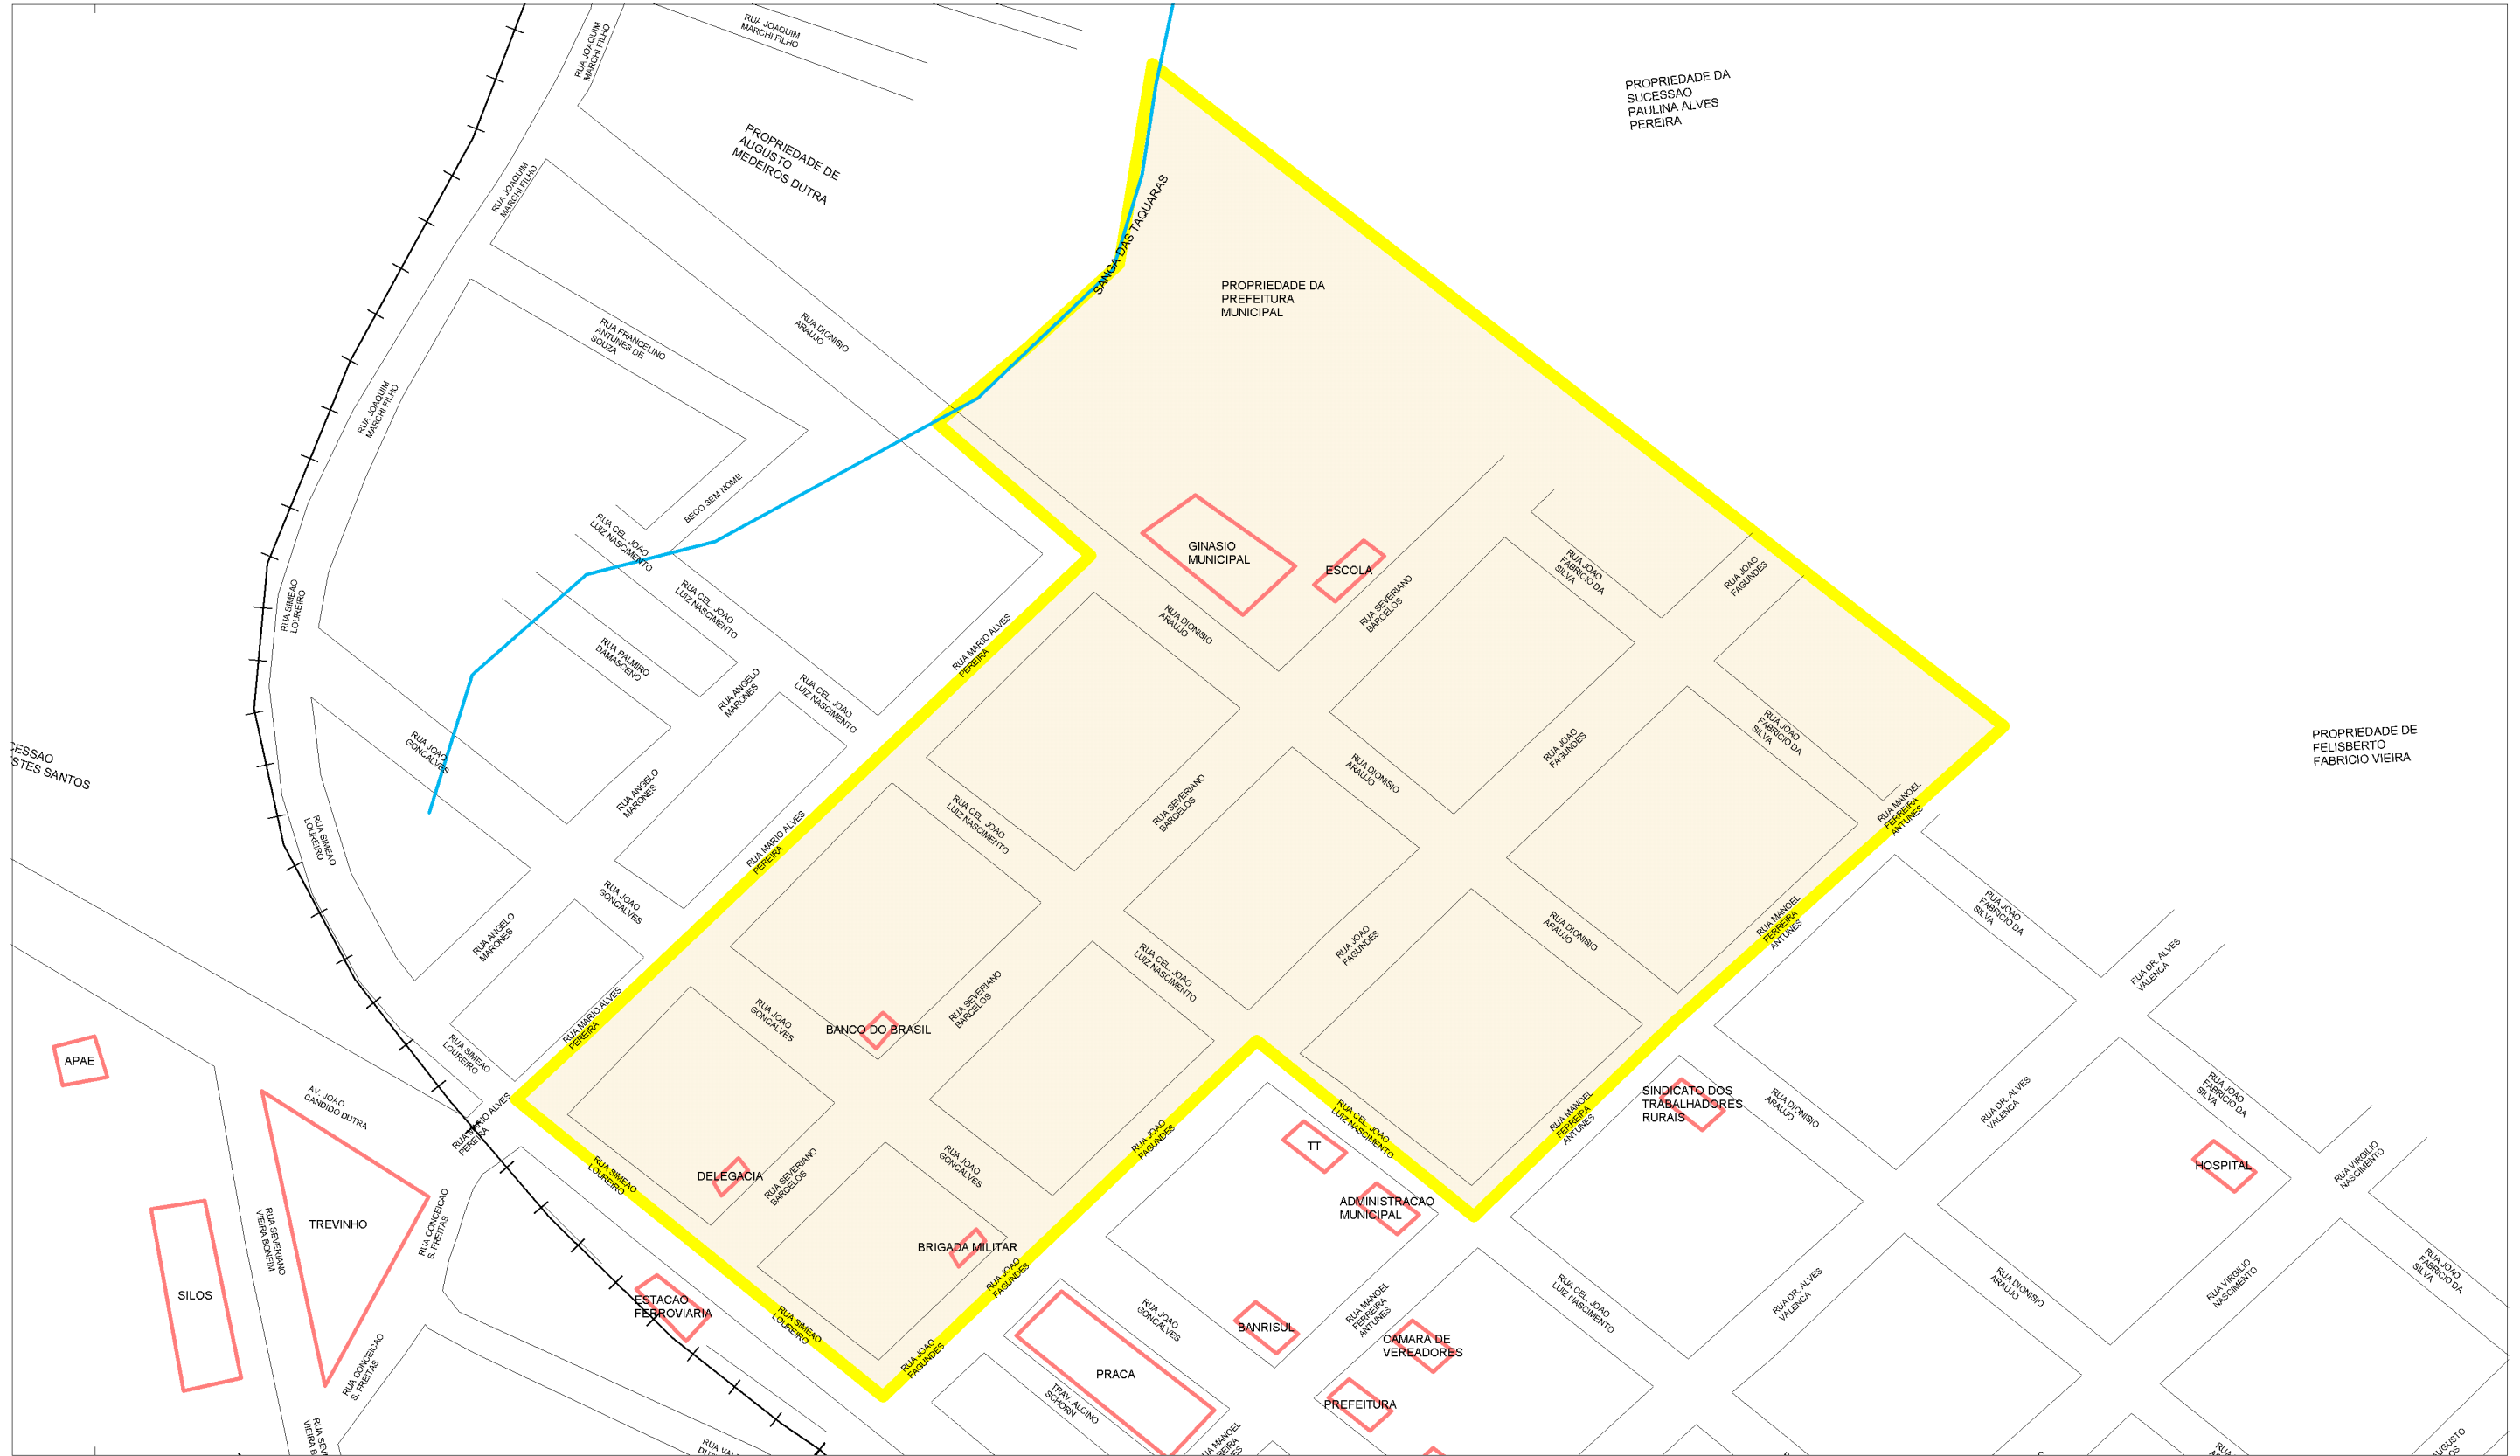 RUA JOAQUIM
MARCHI FILHO
RUA JOAQUIM
MARCHI FILHO
PROPRIEDADE DA
SUCESSAO
PAULINA ALVES
PEREIRA
PROPRIEDADE DE
AUGUSTO
MEDEIROS DUTRA
RUA JOAQUIM
MARCHI FILHO
SANGA DAS TAQUARAS
PROPRIEDADE DA
PREFEITURA
MUNICIPAL
RUA DIONISIO
ARAUJO
RUA FRANCELINO
ANTUNES DE
SOUZA
RUA JOAQUIM
MARCHI FILHO
BECO SEM NOME
RUA CEL. JOAO
LUIZ NASCIMENTO
GINASIO
MUNICIPAL
ESCOLA
RUA JOAO
FABRICIO DA
SILVA
RUA JOAO
FAGUNDES
RUA SIMEAO
LOUREIRO
RUA CEL. JOAO
LUIZ NASCIMENTO
RUA SEVERIANO
BARCELOS
RUA DIONISIO
ARAUJO
RUA MARIO ALVES
PEREIRA
RUA PALMIRO
DAMASCENO
RUA ANGELO
MARONES
RUA CEL. JOAO
LUIZ NASCIMENTO
RUA JOAO
FABRICIO DA
SILVA
PROPRIEDADE DE
FELISBERTO
FABRICIO VIEIRA
STES SANTOS
RUA JOAO
GONCALVES
RUA ANGELO
MARONES
RUA JOAO
FAGUNDES
RUA DIONISIO
ARAUJO
RUA SEVERIANO
BARCELOS
RUA MANOEL
FERREIRA
ANTUNES
RUA SIMEAO
LOUREIRO
RUA MARIO ALVES
PEREIRA
RUA CEL. JOAO
LUIZ NASCIMENTO
RUA JOAO
GONCALVES
RUA ANGELO
MARONES
RUA JOAO
FAGUNDES
RUA DIONISIO
ARAUJO
RUA MANOEL
FERREIRA
ANTUNES
RUA JOAO
FABRICIO DA
SILVA
RUA DR. ALVES
VALENCA
RUA CEL. JOAO
LUIZ NASCIMENTO
RUA SEVERIANO
BARCELOS
RUA MARIO ALVES
PEREIRA
RUA JOAO
GONCALVES
BANCO DO BRASIL
RUA SIMEAO
LOUREIRO
APAE
AV. JOAO
CANDIDO DUTRA
RUA MARIO ALVES
PEREIRA
SINDICATO DOS
TRABALHADORES
RURAIS
RUA DIONISIO
ARAUJO
RUA DR. ALVES
VALENCA
RUA JOAO
FABRICIO DA
SILVA
RUA MANOEL
FERREIRA
ANTUNES
RUA CEL. JOAO
LUIZ NASCIMENTO
RUA JOAO
FAGUNDES
TT
HOSPITAL
RUA VIRGILIO
NASCIMENTO
RUA JOAO
GONCALVES
DELEGACIA
RUA SEVERIANO
BARCELOS
RUA SIMEAO
LOUREIRO
ADMINISTRACAO
MUNICIPAL
TREVINHO
RUA SEVERIANO
VIEIRA BONFIM
RUA CONCEICAO
S. FREITAS
BRIGADA MILITAR
RUA JOAO
FAGUNDES
SILOS
ESTACAO
FERROVIARIA
RUA SIMEAO
LOUREIRO
RUA JOAO
GONCALVES
BANRISUL
RUA MANOEL
FERREIRA
ANTUNES
RUA CEL. JOAO
LUIZ NASCIMENTO
RUA DR. ALVES
VALENCA
RUA DIONISIO
ARAUJO
RUA VIRGILIO
NASCIMENTO
RUA JOAO
FABRICIO DA
SILVA
CAMARA DE
VEREADORES
RUA JOAO
FAGUNDES
PRACA
TRAV. ALCINO
SCHORN
PREFEITURA
RUA CONCEICAO
S. FREITAS